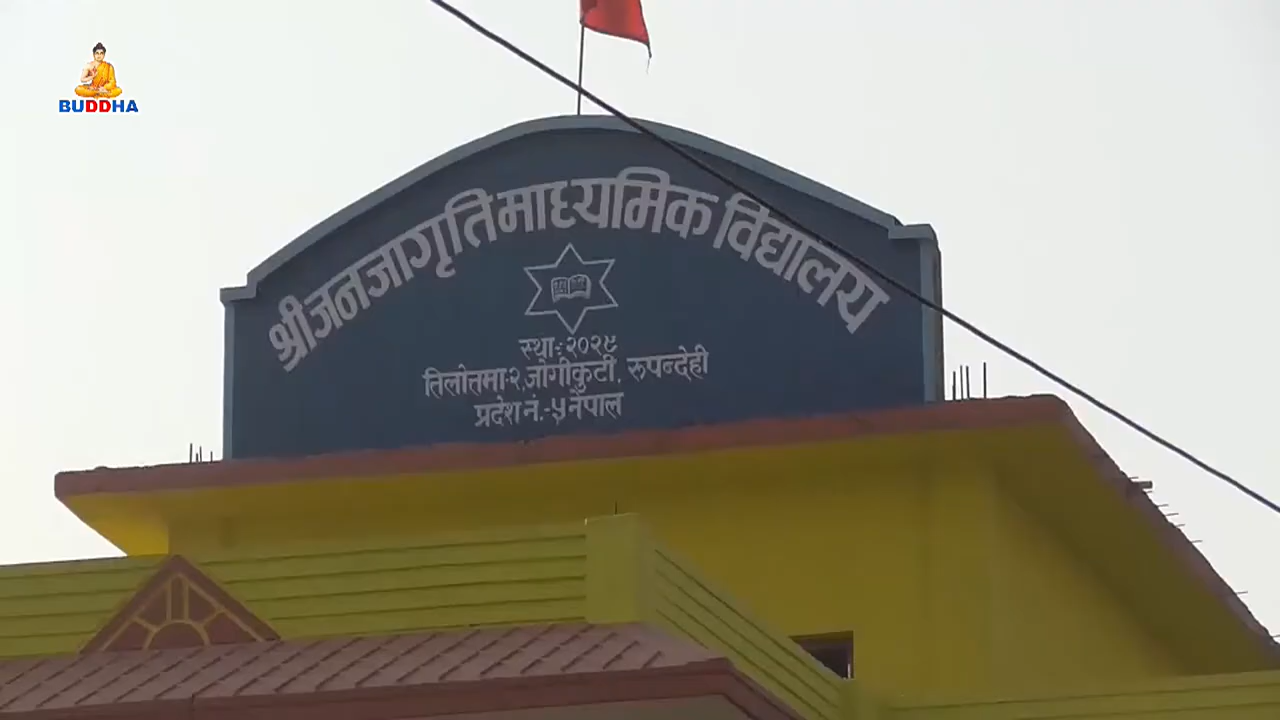 BUDDHA
श्री जनजागृति माध्यमिक विद्यालय
स्था.: २०२९
तिलोत्तमा-२,जोगीकुटी, रुपन्देही
प्रदेश नं.-५ नेपाल